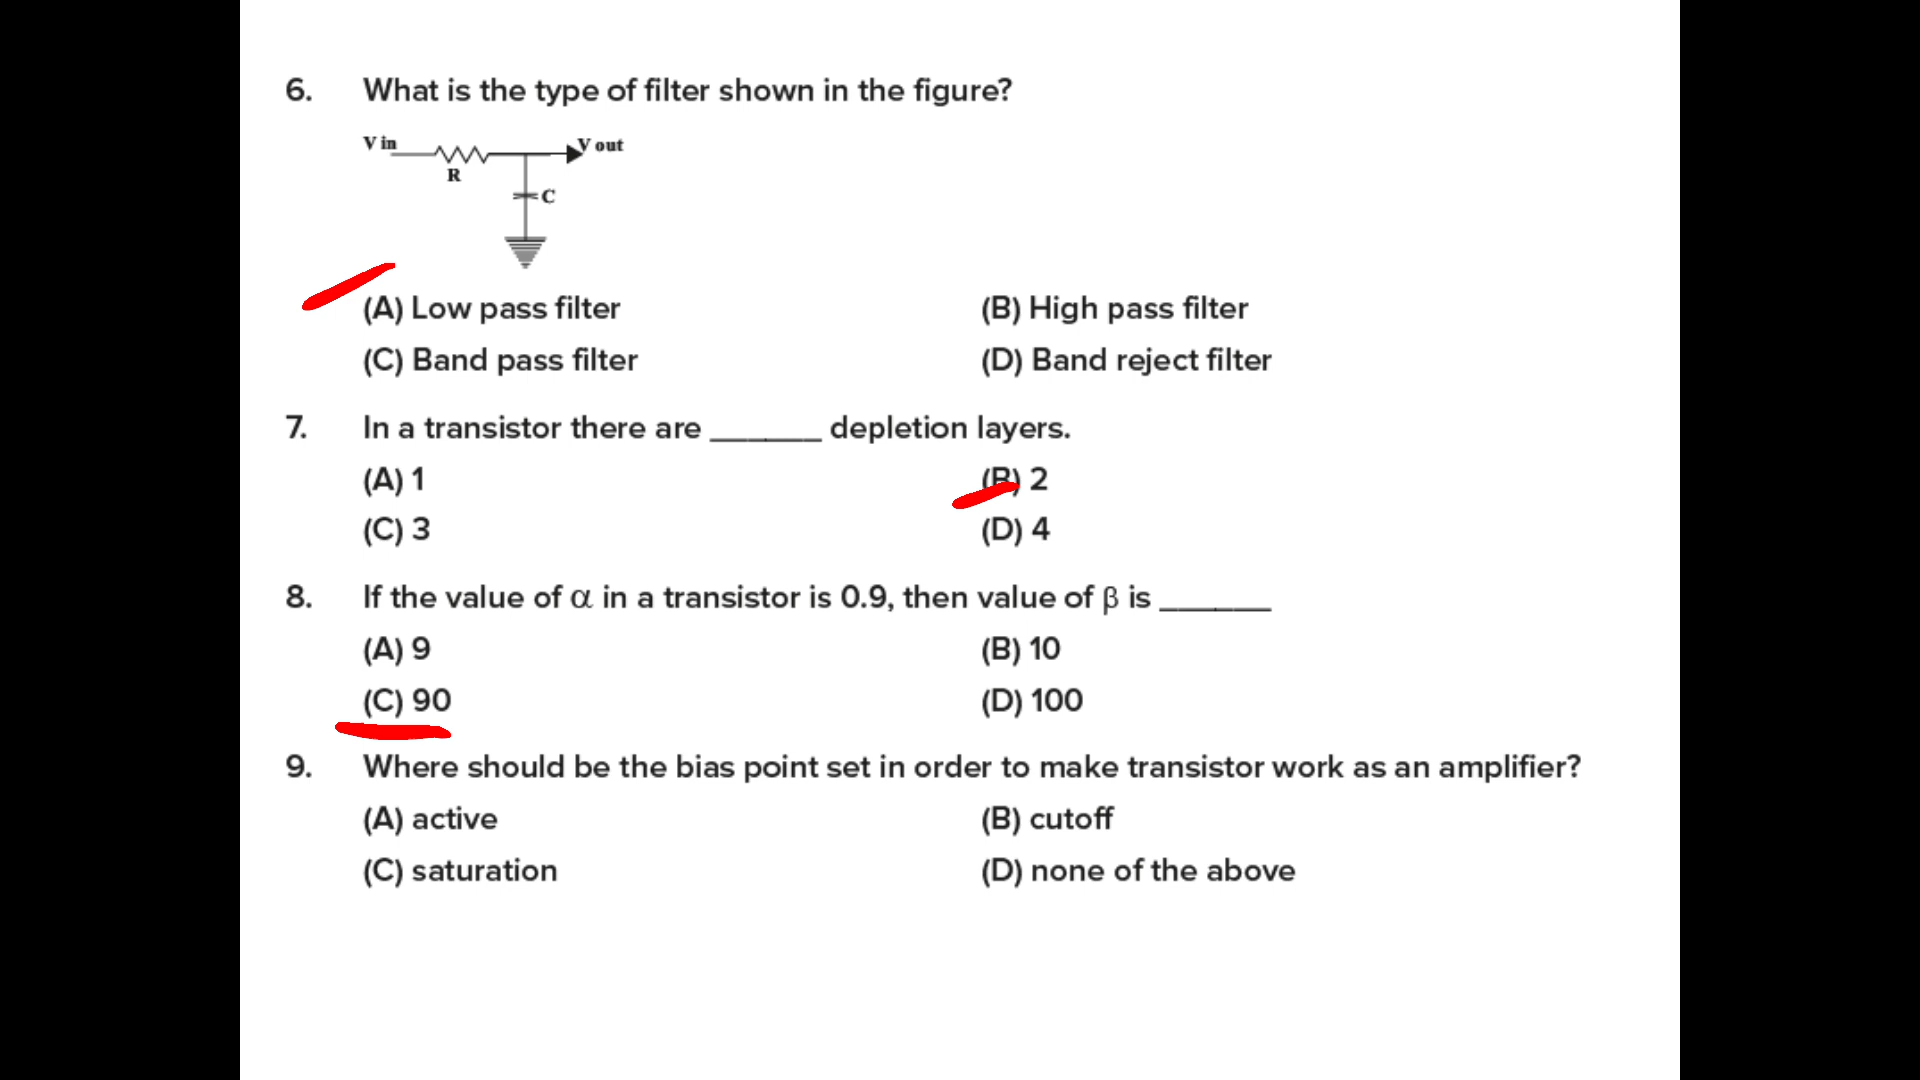 6. What is the type of filter shown in the figure?
V in
V out
R
C
(A) Low pass filter (B) High pass filter
(C) Band pass filter (D) Band reject filter
7. In a transistor there are ______ depletion layers.
(A) 1 (B) 2
(C) 3 (D) 4
8. If the value of α in a transistor is 0.9, then value of β is ______
(A) 9 (B) 10
(C) 90 (D) 100
9. Where should be the bias point set in order to make transistor work as an amplifier?
(A) active (B) cutoff
(C) saturation (D) none of the above